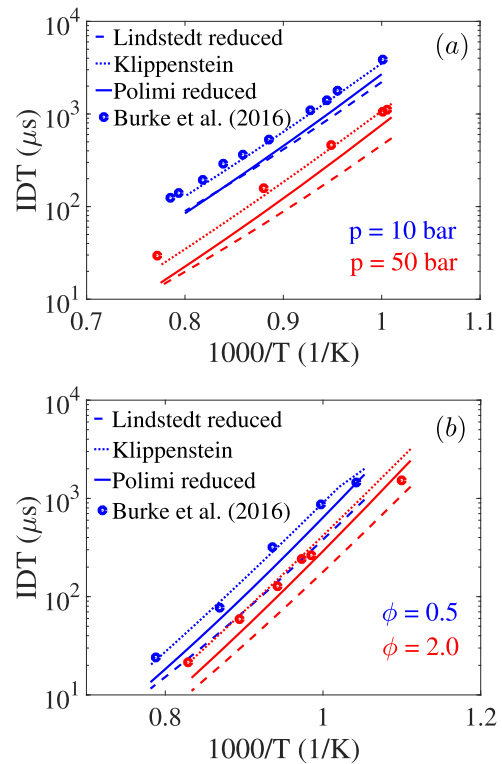 10^4
Lindstedt reduced
(a)
Klippenstein
Polimi reduced
10^3
Burke et al. (2016)
IDT (μs)
10^2
p = 10 bar
p = 50 bar
10^1
0.7 0.8 0.9 1 1.1
1000/T (1/K)
10^4
Lindstedt reduced
(b)
Klippenstein
Polimi reduced
10^3
Burke et al. (2016)
IDT (μs)
10^2
ϕ = 0.5
ϕ = 2.0
10^1
0.8 1 1.2
1000/T (1/K)